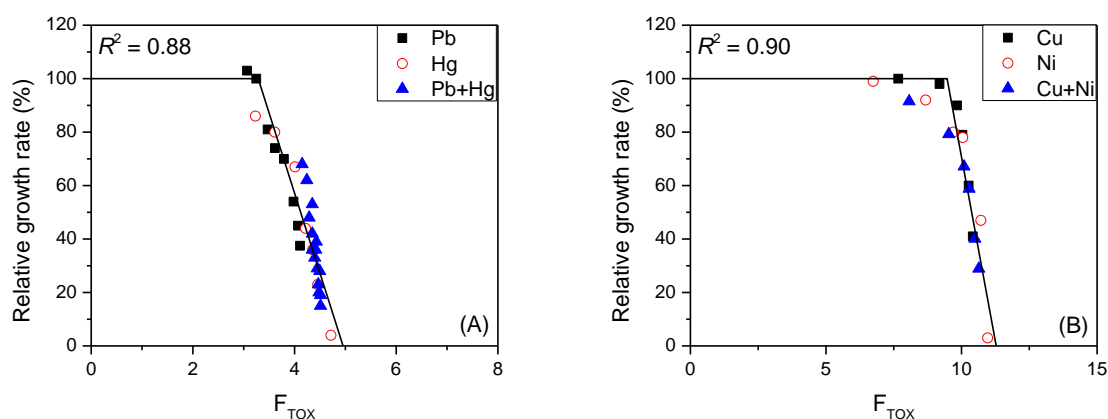 R² = 0.88
Pb
Hg
Pb+Hg
120
100
80
60
40
20
0
Relative growth rate (%)
(A)
0 2 4 6 8
F_TOX
R² = 0.90
Cu
Ni
Cu+Ni
120
100
80
60
40
20
0
Relative growth rate (%)
(B)
0 5 10 15
F_TOX